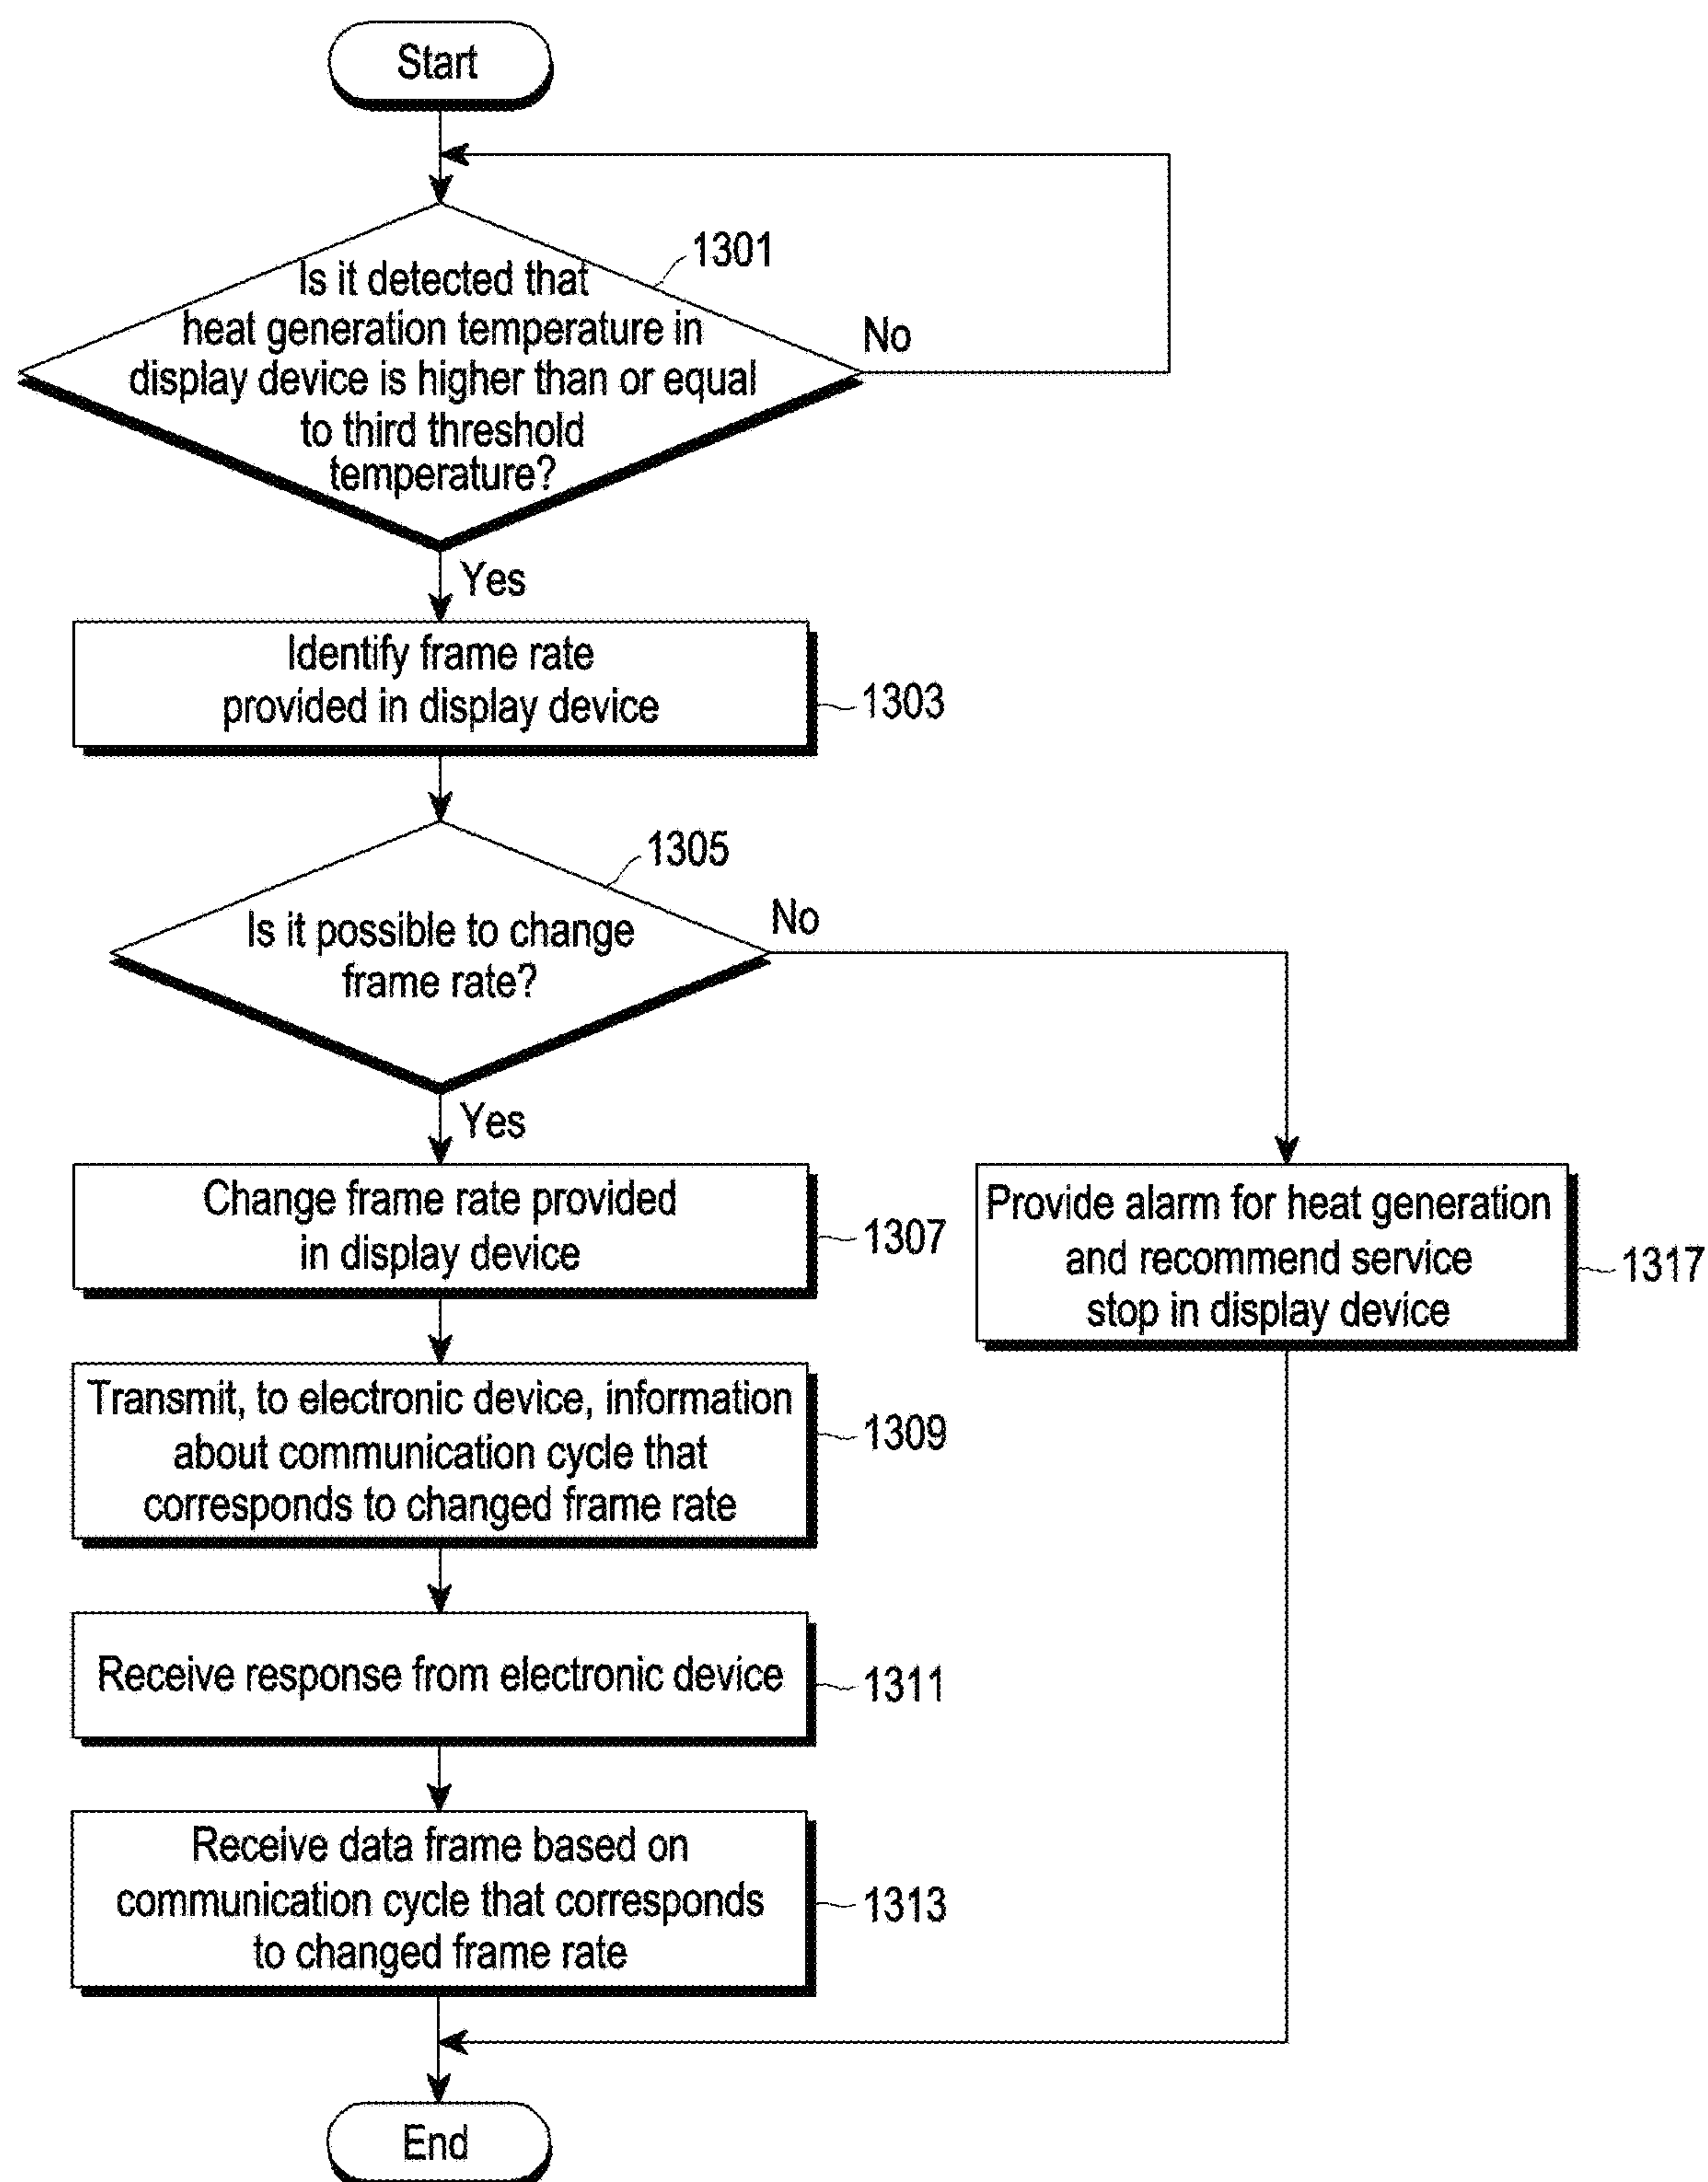 Start
1301
Is it detected that
heat generation temperature in
display device is higher than or equal
to third threshold
temperature?
No
Yes
Identify frame rate
provided in display device
1303
1305
Is it possible to change
frame rate?
No
Yes
Change frame rate provided
in display device
1307
Provide alarm for heat generation
and recommend service
stop in display device
1317
Transmit, to electronic device, information
about communication cycle that
corresponds to changed frame rate
1309
Receive response from electronic device
1311
Receive data frame based on
communication cycle that corresponds
to changed frame rate
1313
End